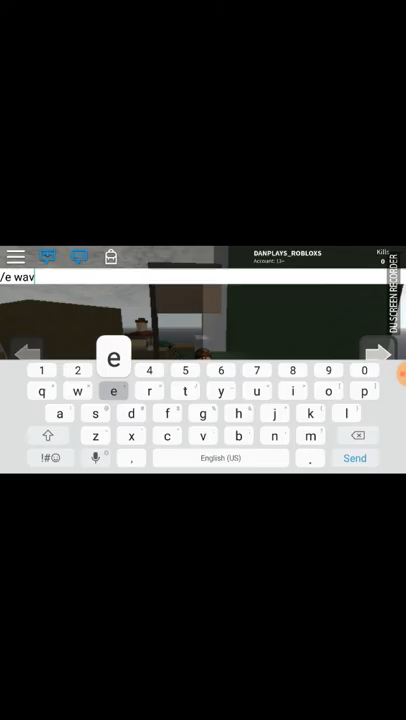 DANPLAYS_ROBLOXS
Account: 13+
Kills
0
/e wav
DU SCREEN RECORDER
e
1 2 4 5 6 7 8 9 0
q w e r t y u i o p
a s d f g h j k l
z x c v b n m
!#☺ , English (US) . Send